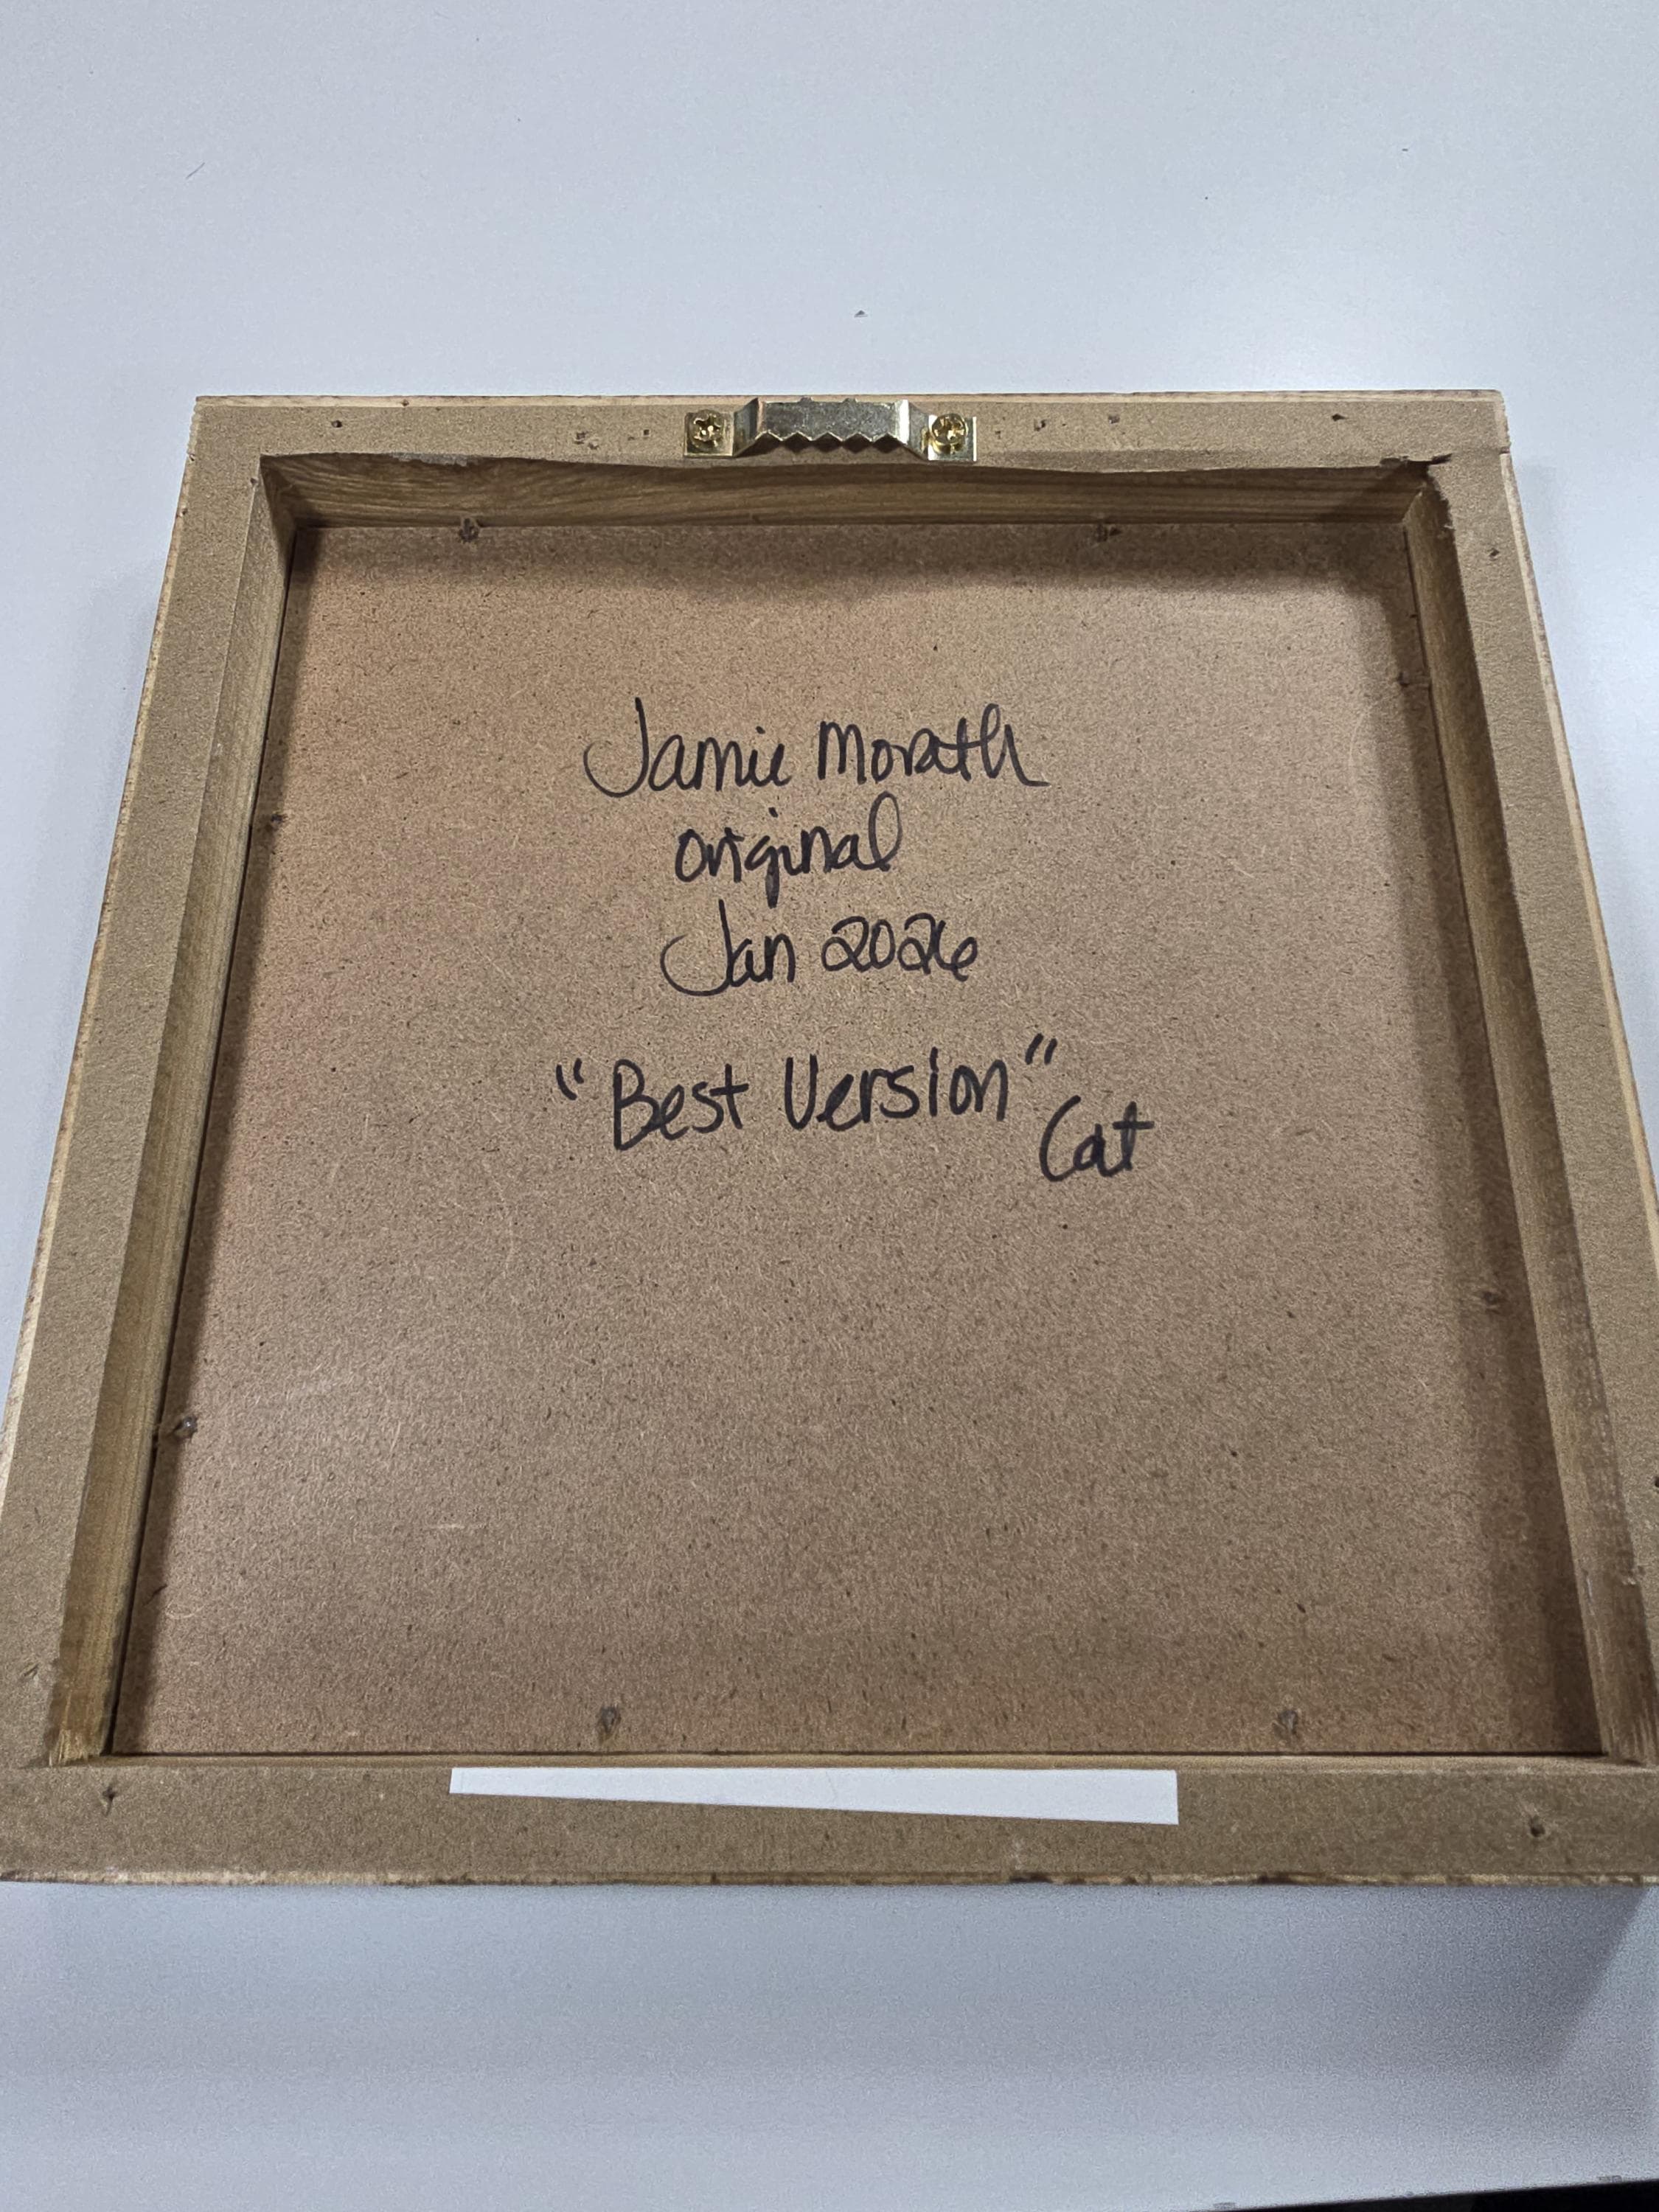 Jamie Morath
original
Jan 2026
"Best Version"
Cat